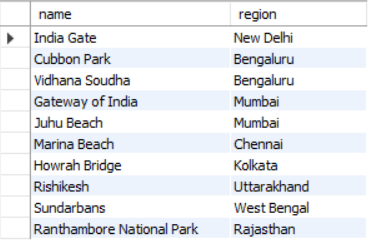 name region
India Gate New Delhi
Cubbon Park Bengaluru
Vidhana Soudha Bengaluru
Gateway of India Mumbai
Juhu Beach Mumbai
Marina Beach Chennai
Howrah Bridge Kolkata
Rishikesh Uttarakhand
Sundarbans West Bengal
Ranthambore National Park Rajasthan